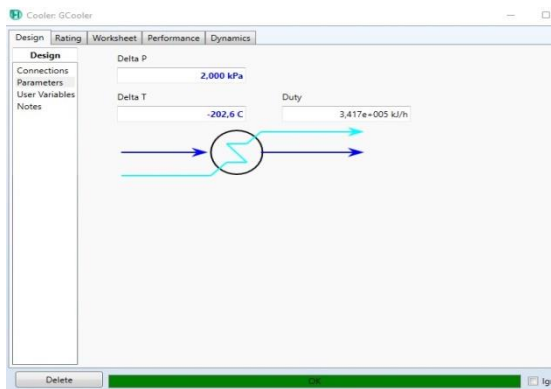 Cooler: GCooler
Design Rating Worksheet Performance Dynamics
Design
Connections
Parameters
User Variables
Notes
Delta P
2,000 kPa
Delta T
-202,6 C
Duty
3,417e+005 kJ/h
Delete
OK
Ig